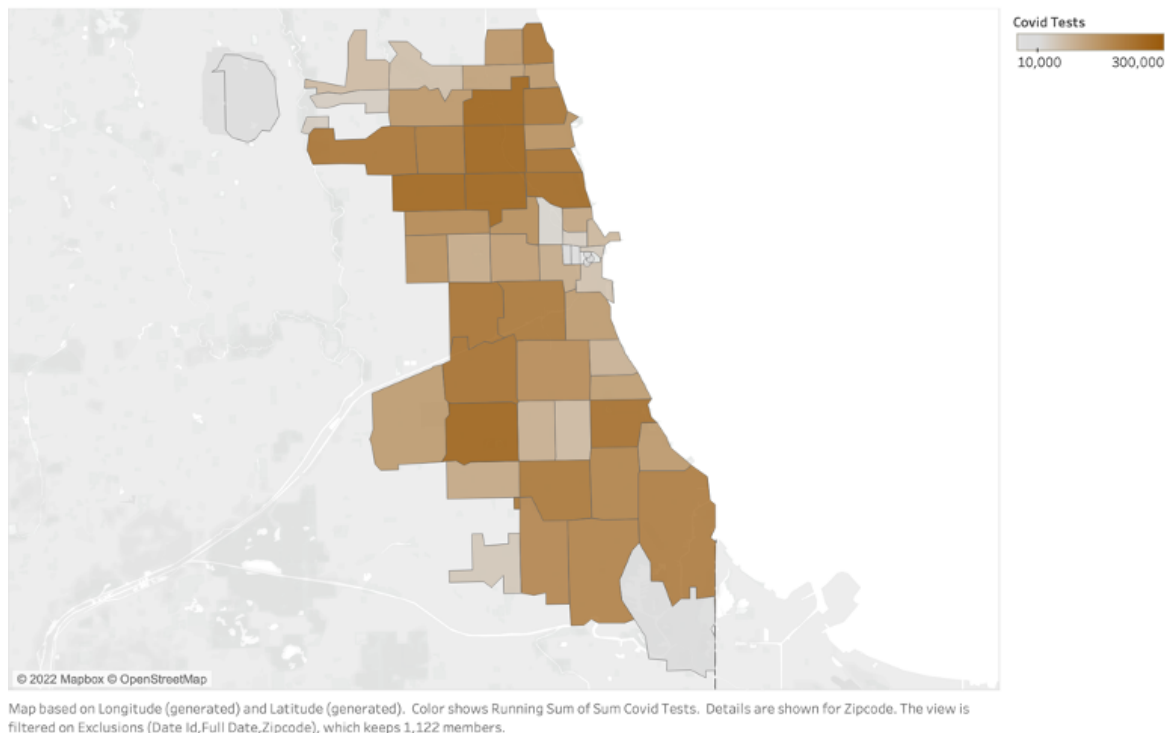 Covid Tests
10,000 300,000
© 2022 Mapbox © OpenStreetMap
Map based on Longitude (generated) and Latitude (generated). Color shows Running Sum of Sum Covid Tests. Details are shown for Zipcode. The view is
filtered on Exclusions (Date Id,Full Date,Zipcode), which keeps 1,122 members.